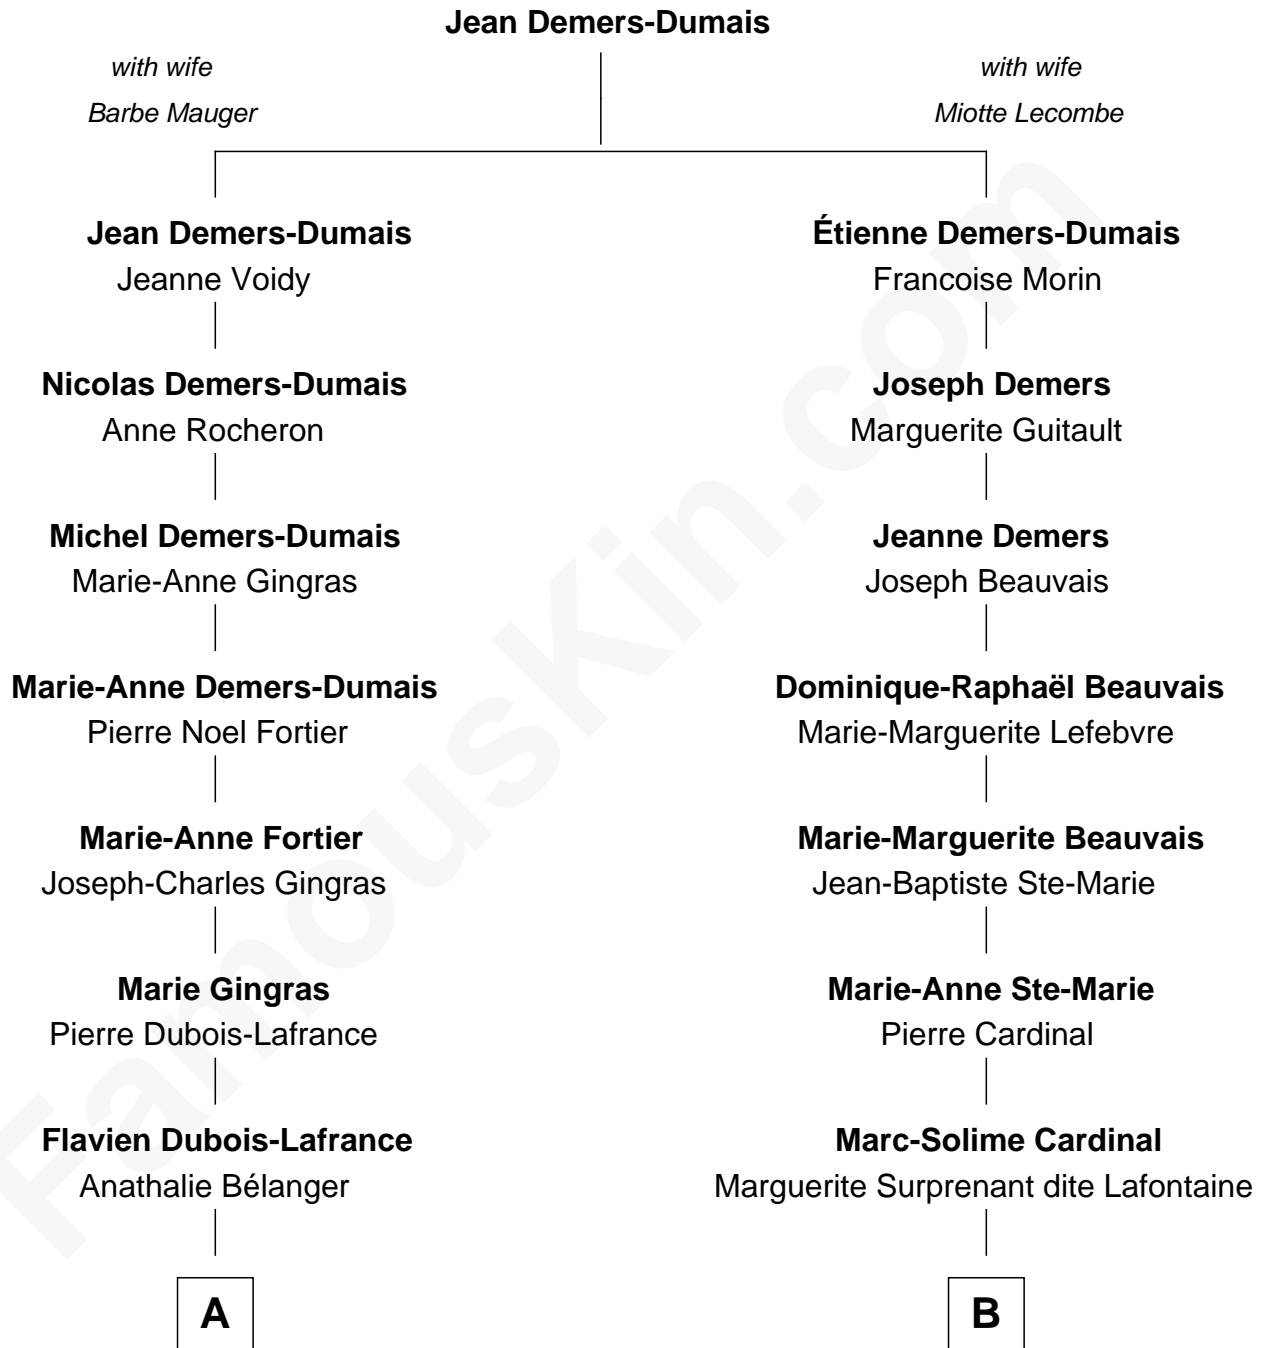 Jean Demers-Dumais
with wife
Barbe Mauger
with wife
Miotte Lecombe
Jean Demers-Dumais
Jeanne Voidy
Nicolas Demers-Dumais
Anne Rocheron
Michel Demers-Dumais
Marie-Anne Gingras
Marie-Anne Demers-Dumais
Pierre Noel Fortier
Marie-Anne Fortier
Joseph-Charles Gingras
Marie Gingras
Pierre Dubois-Lafrance
Flavien Dubois-Lafrance
Anathalie Bélanger
A
Étienne Demers-Dumais
Francoise Morin
Joseph Demers
Marguerite Guitault
Jeanne Demers
Joseph Beauvais
Dominique-Raphaël Beauvais
Marie-Marguerite Lefebvre
Marie-Marguerite Beauvais
Jean-Baptiste Ste-Marie
Marie-Anne Ste-Marie
Pierre Cardinal
Marc-Solime Cardinal
Marguerite Surprenant dite Lafontaine
B
FamousKin.com